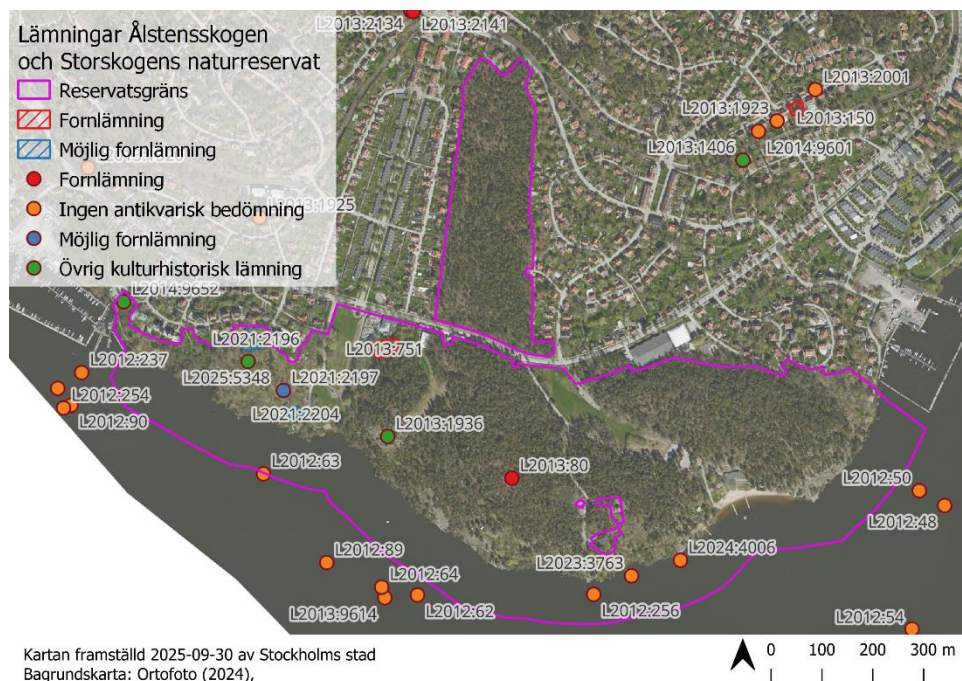 Lämningar Ålstensskogen
och Storskogens naturreservat
Reservatsgräns
Fornlämning
Möjlig fornlämning
Fornlämning
Ingen antikvarisk bedömning
Möjlig fornlämning
Övrig kulturhistorisk lämning
L2013:2134
L2013:2141
L2013:2001
L2013:1923
L2013:150
L2013:1406
L2014:9601
L2013:1925
L2014:9652
L2021:2196
L2013:751
L2012:237
L2025:5348
L2021:2197
L2012:254
L2012:90
L2021:2204
L2013:1936
L2012:63
L2013:80
L2012:50
L2012:48
L2012:89
L2023:3763
L2024:4006
L2012:64
L2013:9614
L2012:62
L2012:256
L2012:54
Kartan framställd 2025-09-30 av Stockholms stad
Bagrundskarta: Ortofoto (2024),
0 100 200 300 m